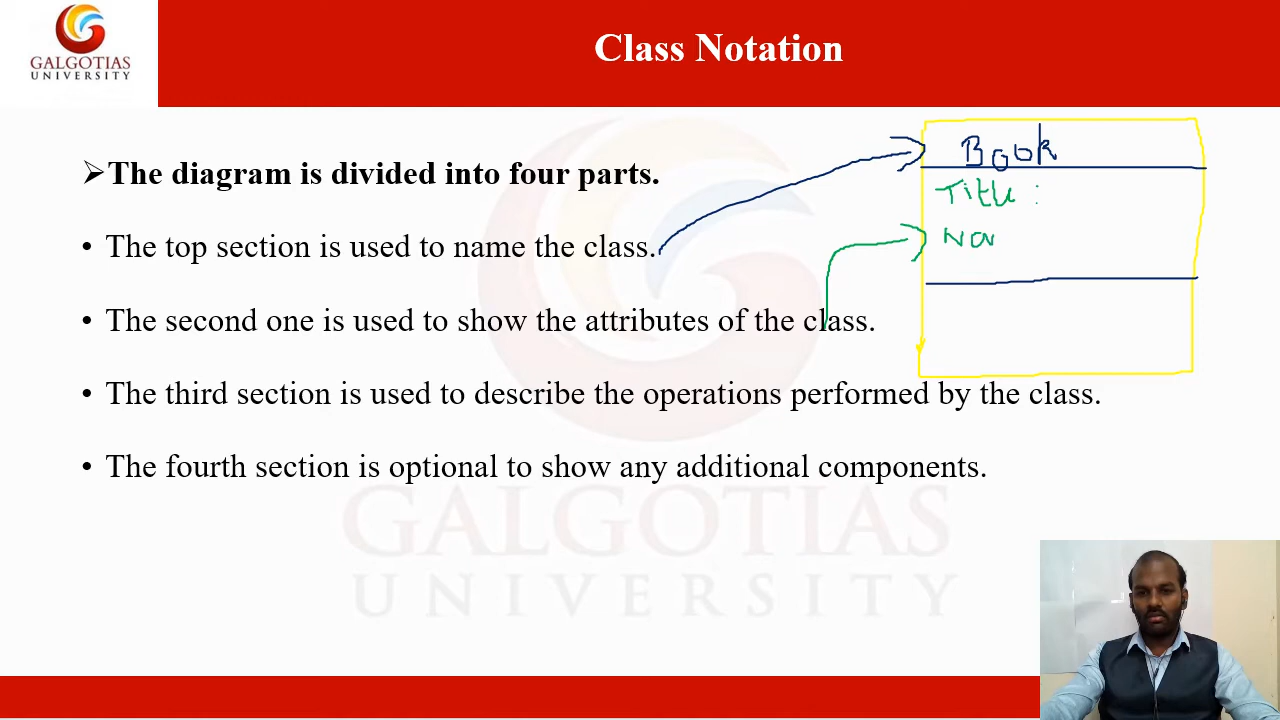 GALGOTIAS
UNIVERSITY
Class Notation
➢The diagram is divided into four parts.
• The top section is used to name the class.
• The second one is used to show the attributes of the class.
• The third section is used to describe the operations performed by the class.
• The fourth section is optional to show any additional components.
Book
Title :
Na
GALGOTIAS
UNIVERSITY